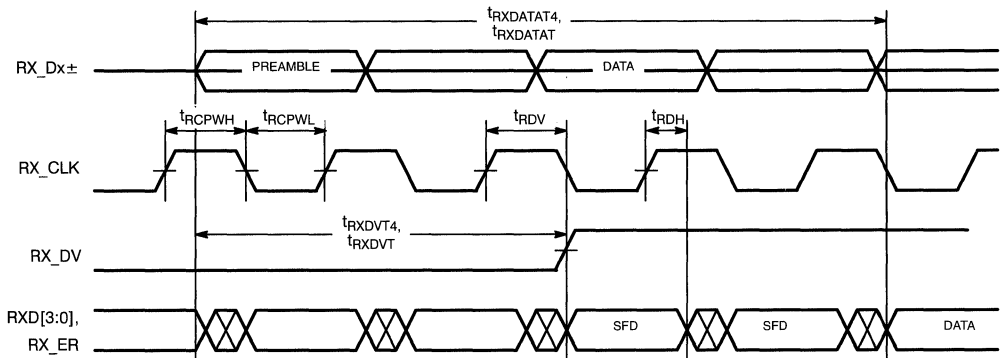 tRXDATAT4,
tRXDATAT
RX_Dx±
PREAMBLE
DATA
tRCPWH
tRCPWL
tRDV
tRDH
RX_CLK
tRXDVT4,
tRXDVT
RX_DV
RXD[3:0],
RX_ER
SFD
SFD
DATA